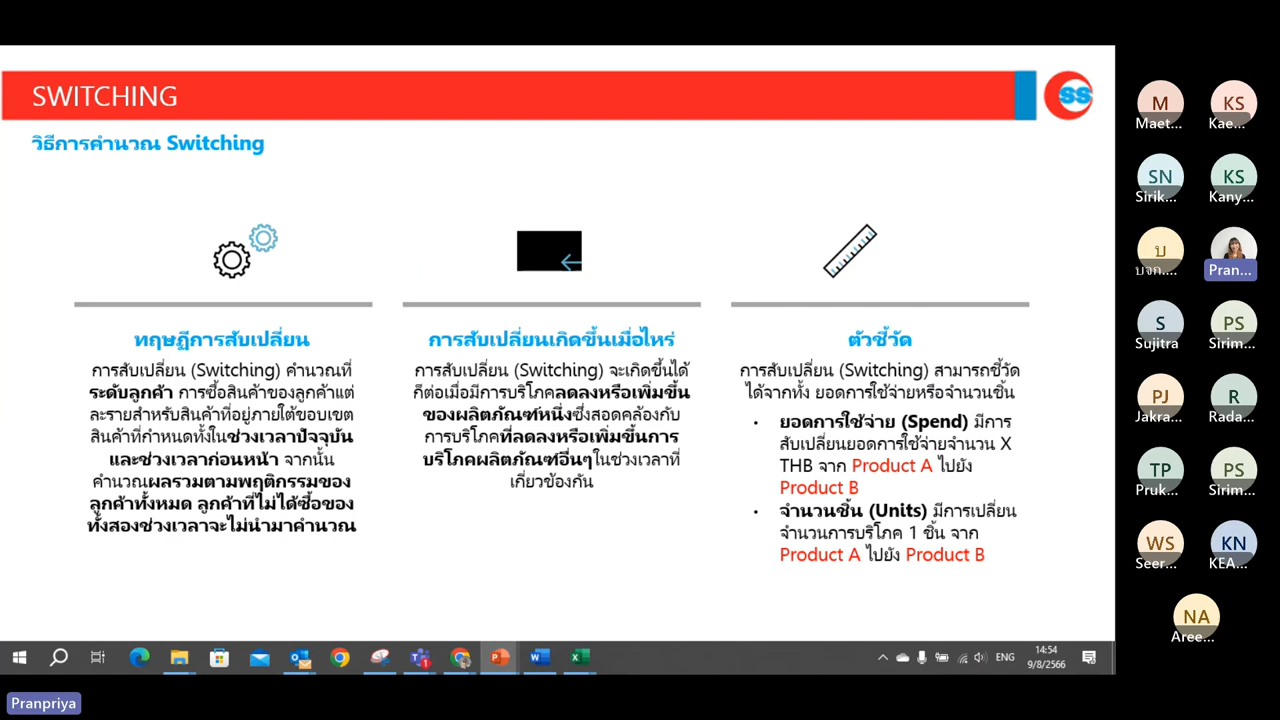 SWITCHING
SS
วิธีการคำนวณ Switching
ทฤษฏีการสับเปลี่ยน
การสับเปลี่ยน (Switching) คำนวณที่
ระดับลูกค้า การซื้อสินค้าของลูกค้าแต่
ละรายสำหรับสินค้าที่อยู่ภายใต้ขอบเขต
สินค้าที่กำหนดทั้งในช่วงเวลาปัจจุบัน
และช่วงเวลาก่อนหน้า จากนั้น
คำนวณผลรวมตามพฤติกรรมของ
ลูกค้าทั้งหมด ลูกค้าที่ไม่ได้ซื้อของ
ทั้งสองช่วงเวลาจะไม่นำมาคำนวณ
การสับเปลี่ยนเกิดขึ้นเมื่อไหร่
การสับเปลี่ยน (Switching) จะเกิดขึ้นได้
ก็ต่อเมื่อมีการบริโภคลดลงหรือเพิ่มขึ้น
ของผลิตภัณฑ์หนึ่งซึ่งสอดคล้องกับ
การบริโภคที่ลดลงหรือเพิ่มขึ้นการ
บริโภคผลิตภัณฑ์อื่นๆในช่วงเวลาที่
เกี่ยวข้องกัน
ตัวชี้วัด
การสับเปลี่ยน (Switching) สามารถชี้วัด
ได้จากทั้ง ยอดการใช้จ่ายหรือจำนวนชิ้น
• ยอดการใช้จ่าย (Spend) มีการ
สับเปลี่ยนยอดการใช้จ่ายจำนวน X
THB จาก Product A ไปยัง
Product B
• จำนวนชิ้น (Units) มีการเปลี่ยน
จำนวนการบริโภค 1 ชิ้น จาก
Product A ไปยัง Product B
M KS
Maet... Kae...
SN KS
Sirik... Kany...
บ
บจก.... Pran...
S PS
Sujitra Sirim...
PJ R
Jakra... Rada...
TP PS
Pruk... Sirim...
WS KN
Seer... KEA...
NA
Aree...
ENG
14:54
9/8/2566
Pranpriya